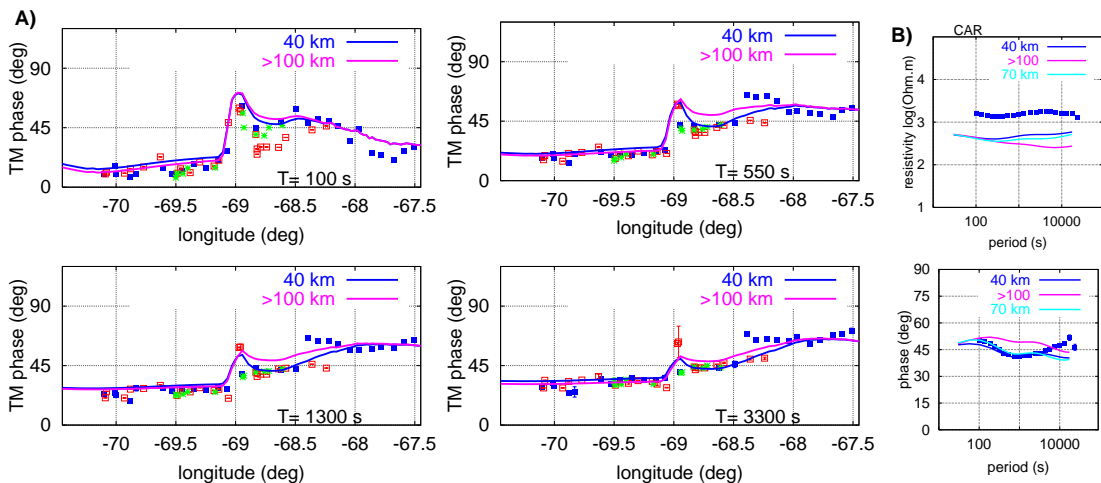 A)
TM phase (deg)
90
45
0
40 km
>100 km
T= 100 s
-70 -69.5 -69 -68.5 -68 -67.5
longitude (deg)
TM phase (deg)
90
45
0
40 km
>100 km
T= 550 s
-70 -69.5 -69 -68.5 -68 -67.5
longitude (deg)
B)
CAR
resistivity log(Ohm.m)
5
4
3
2
1
40 km
>100
70 km
100 10000
period (s)
TM phase (deg)
90
45
0
40 km
>100 km
T= 1300 s
-70 -69.5 -69 -68.5 -68 -67.5
longitude (deg)
TM phase (deg)
90
45
0
40 km
>100 km
T= 3300 s
-70 -69.5 -69 -68.5 -68 -67.5
longitude (deg)
phase (deg)
90
75
60
45
30
15
0
40 km
>100
70 km
100 10000
period (s)